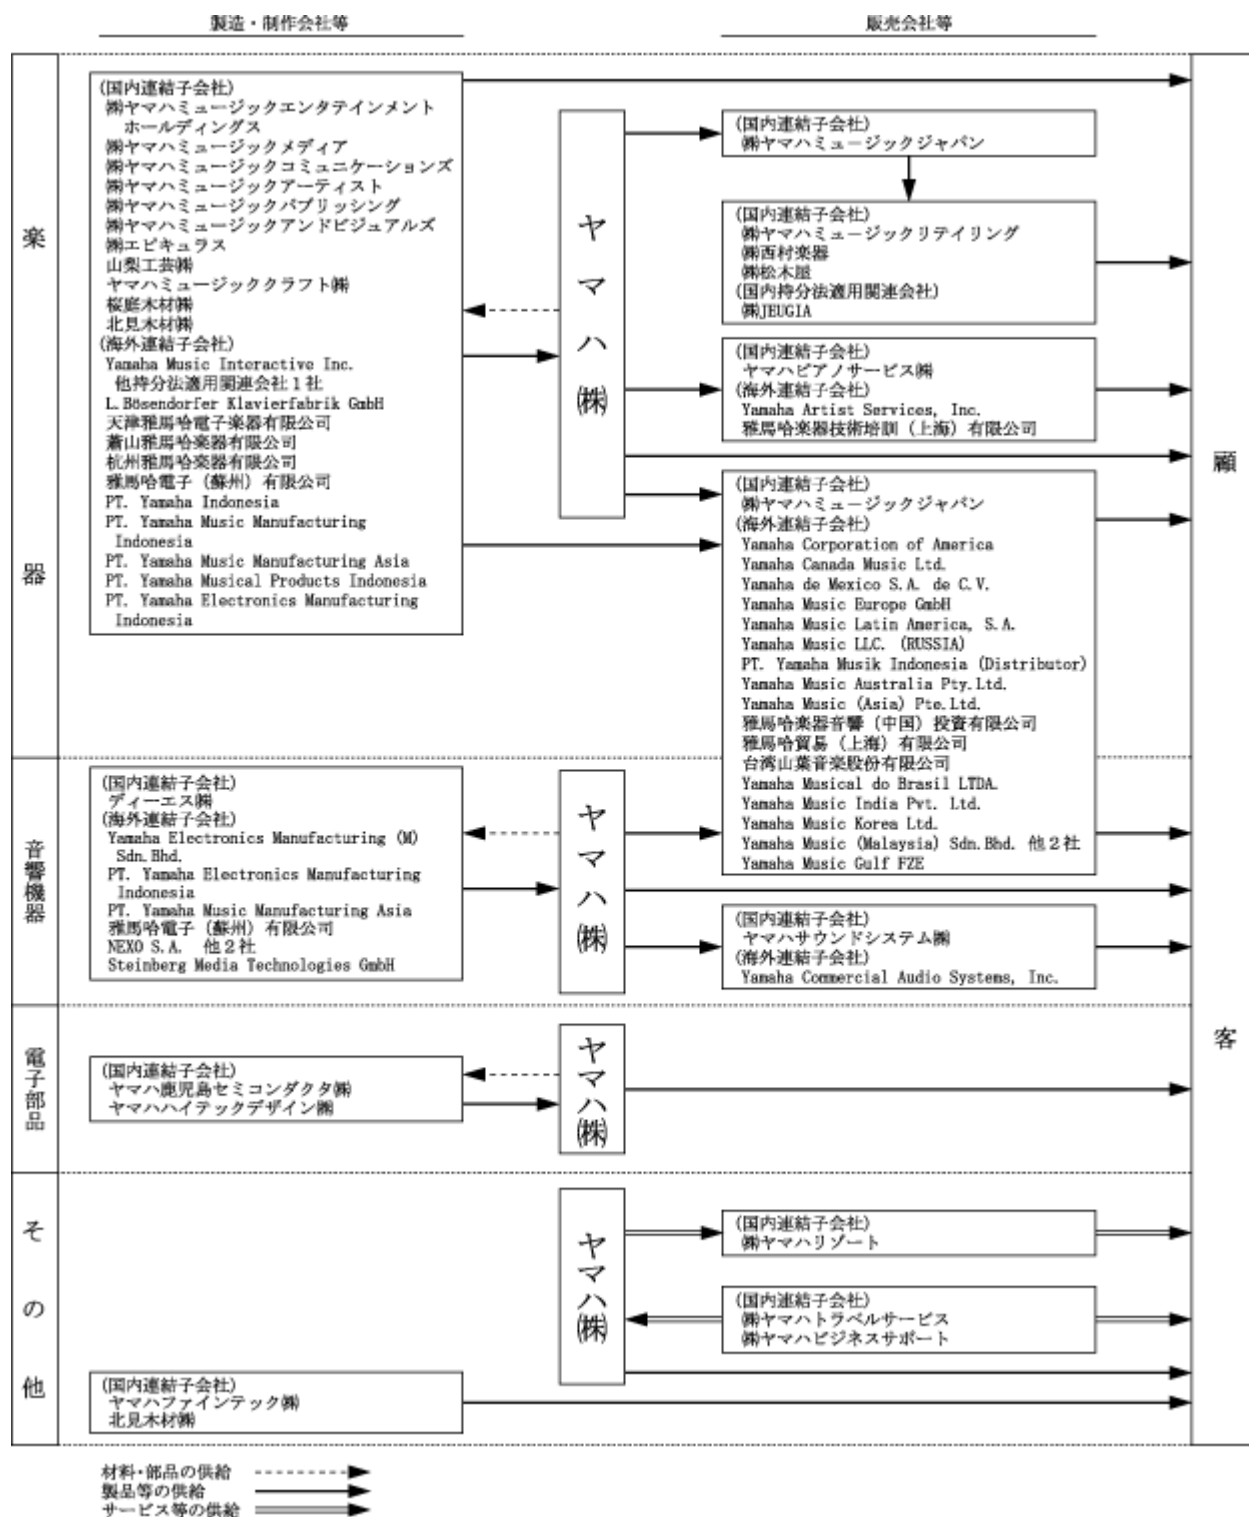 製造・制作会社等
販売会社等
楽器
(国内連結子会社)
㈱ヤマハミュージックエンタテインメント
ホールディングス
㈱ヤマハミュージックメディア
㈱ヤマハミュージックコミュニケーションズ
㈱ヤマハミュージックアーティスト
㈱ヤマハミュージックパブリッシング
㈱ヤマハミュージックアンドビジュアルズ
㈱エピキュラス
山梨工芸㈱
ヤマハミュージッククラフト㈱
桜庭木材㈱
北見木材㈱
(海外連結子会社)
Yamaha Music Interactive Inc.
他持分法適用関連会社1社
L.Bösendorfer Klavierfabrik GmbH
天津雅馬哈電子楽器有限公司
蕭山雅馬哈楽器有限公司
杭州雅馬哈楽器有限公司
雅馬哈電子（蘇州）有限公司
PT. Yamaha Indonesia
PT. Yamaha Music Manufacturing
Indonesia
PT. Yamaha Music Manufacturing Asia
PT. Yamaha Musical Products Indonesia
PT. Yamaha Electronics Manufacturing
Indonesia
ヤマハ㈱
(国内連結子会社)
㈱ヤマハミュージックジャパン
(国内連結子会社)
㈱ヤマハミュージックリテイリング
㈱西村楽器
㈱松木屋
(国内持分法適用関連会社)
㈱JEUGIA
(国内連結子会社)
ヤマハピアノサービス㈱
(海外連結子会社)
Yamaha Artist Services, Inc.
雅馬哈楽器技術培訓（上海）有限公司
(国内連結子会社)
㈱ヤマハミュージックジャパン
(海外連結子会社)
Yamaha Corporation of America
Yamaha Canada Music Ltd.
Yamaha de Mexico S.A. de C.V.
Yamaha Music Europe GmbH
Yamaha Music Latin America, S.A.
Yamaha Music LLC. (RUSSIA)
PT. Yamaha Musik Indonesia (Distributor)
Yamaha Music Australia Pty.Ltd.
Yamaha Music (Asia) Pte.Ltd.
雅馬哈楽器音響（中国）投資有限公司
雅馬哈貿易（上海）有限公司
台湾山葉音楽股份有限公司
Yamaha Musical do Brasil LTDA.
Yamaha Music India Pvt. Ltd.
Yamaha Music Korea Ltd.
Yamaha Music (Malaysia) Sdn.Bhd. 他2社
Yamaha Music Gulf FZE
顧客
音響機器
(国内連結子会社)
ディーエス㈱
(海外連結子会社)
Yamaha Electronics Manufacturing (M)
Sdn.Bhd.
PT. Yamaha Electronics Manufacturing
Indonesia
PT. Yamaha Music Manufacturing Asia
雅馬哈電子（蘇州）有限公司
NEXO S.A. 他2社
Steinberg Media Technologies GmbH
ヤマハ㈱
(国内連結子会社)
ヤマハサウンドシステム㈱
(海外連結子会社)
Yamaha Commercial Audio Systems, Inc.
電子部品
(国内連結子会社)
ヤマハ鹿児島セミコンダクタ㈱
ヤマハハイテックデザイン㈱
ヤマハ㈱
その他
ヤマハ㈱
(国内連結子会社)
㈱ヤマハリゾート
(国内連結子会社)
㈱ヤマハトラベルサービス
㈱ヤマハビジネスサポート
(国内連結子会社)
ヤマハファインテック㈱
北見木材㈱
材料・部品の供給
製品等の供給
サービス等の供給